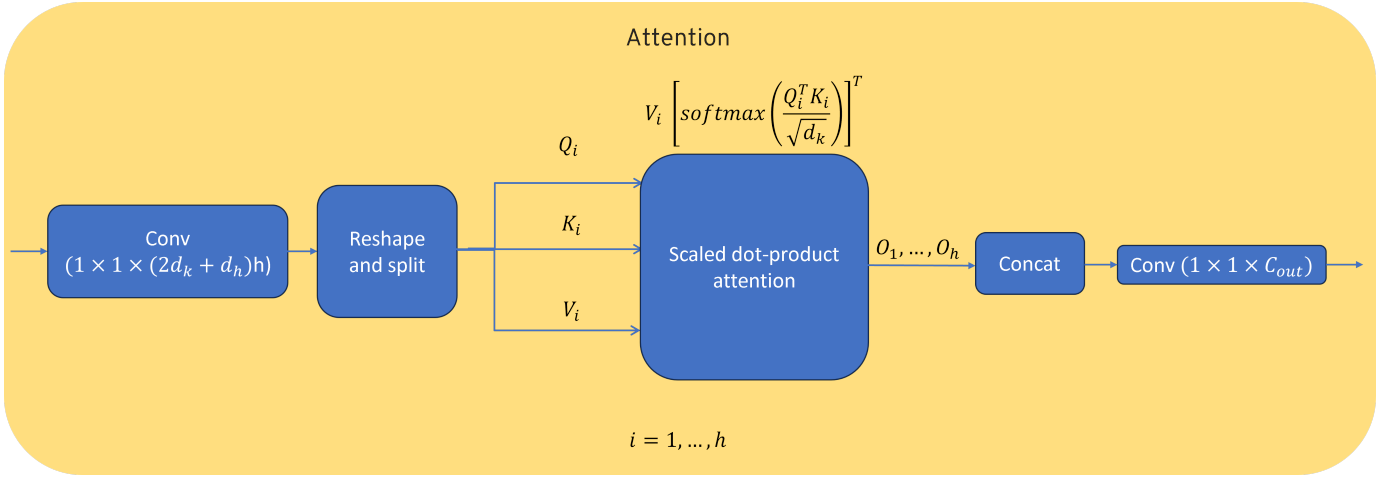 Attention
V_i [softmax(Q_i^T K_i / √d_k)]^T
Q_i
K_i
V_i
Conv
(1 × 1 × (2d_k + d_h)h)
Reshape
and split
Scaled dot-product
attention
O_1, …, O_h
Concat
Conv (1 × 1 × C_out)
i = 1, …, h